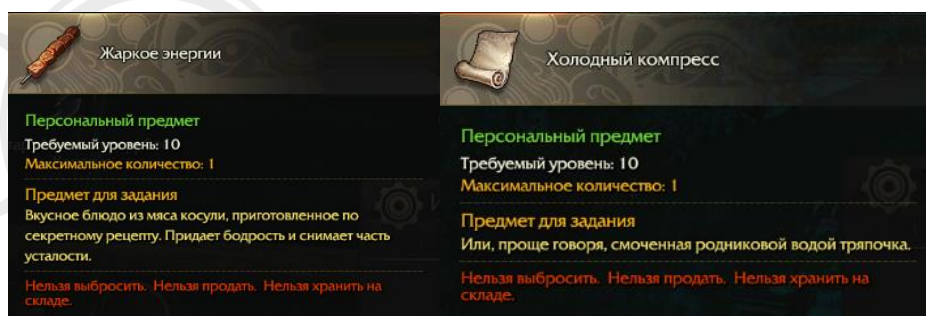 Жаркое энергии
Персональный предмет
Требуемый уровень: 10
Максимальное количество: 1
Предмет для задания
Вкусное блюдо из мяса косули, приготовленное по
секретному рецепту. Придает бодрость и снимает часть
усталости.
Нельзя выбросить. Нельзя продать. Нельзя хранить на
складе.
Холодный компресс
Персональный предмет
Требуемый уровень: 10
Максимальное количество: 1
Предмет для задания
Или, проще говоря, смоченная родниковой водой тряпочка.
Нельзя выбросить. Нельзя продать. Нельзя хранить на
складе.